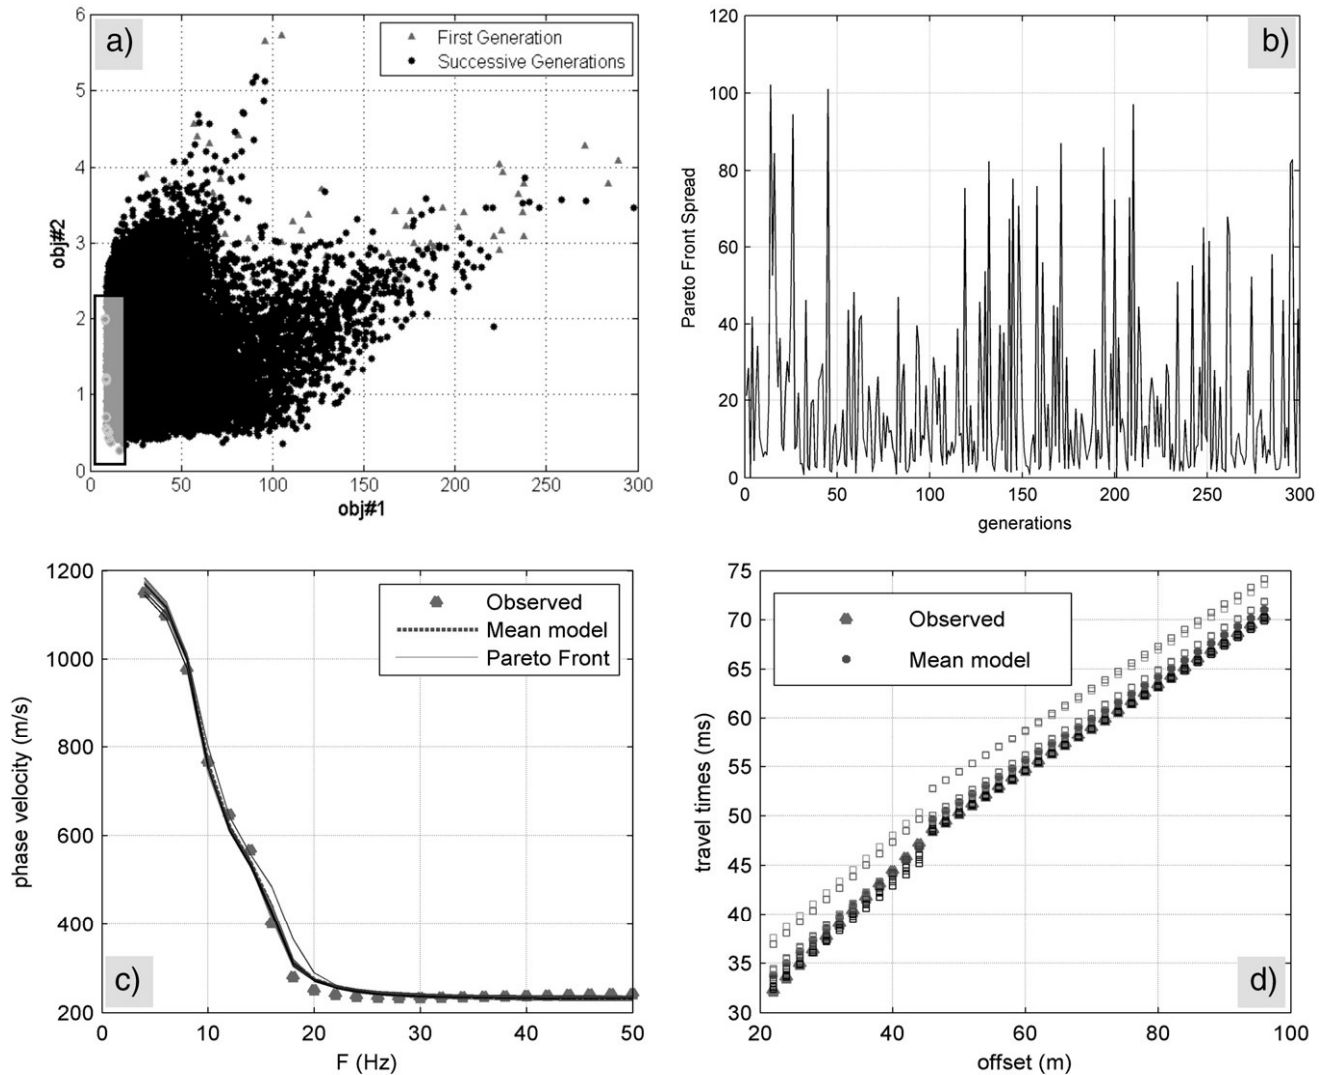 a)
6
5
4
3
2
1
0
obj#2
First Generation
Successive Generations
0 50 100 150 200 250 300
obj#1
b)
120
100
80
60
40
20
0
Pareto Front Spread
0 50 100 150 200 250 300
generations
c)
1200
1000
800
600
400
200
phase velocity (m/s)
Observed
Mean model
Pareto Front
0 10 20 30 40 50
F (Hz)
d)
75
70
65
60
55
50
45
40
35
30
travel times (ms)
Observed
Mean model
20 40 60 80 100
offset (m)